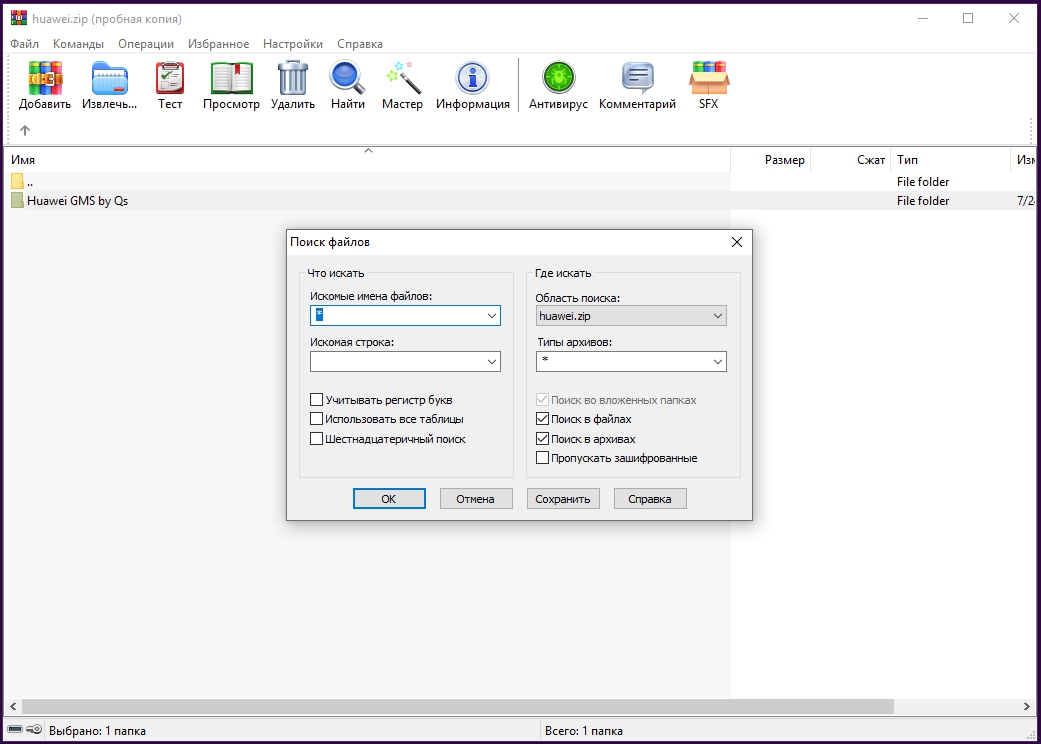 huawei.zip (пробная копия)
Файл Команды Операции Избранное Настройки Справка
Добавить Извлечь... Тест Просмотр Удалить Найти Мастер Информация Антивирус Комментарий SFX
Имя Размер Сжат Тип Изм
.. File folder
Huawei GMS by Qs File folder 7/2
Поиск файлов
Что искать
Искомые имена файлов:
*
Искомая строка:
Учитывать регистр букв
Использовать все таблицы
Шестнадцатеричный поиск
Где искать
Область поиска:
huawei.zip
Типы архивов:
*
Поиск во вложенных папках
Поиск в файлах
Поиск в архивах
Пропускать зашифрованные
OK Отмена Сохранить Справка
Выбрано: 1 папка Всего: 1 папка